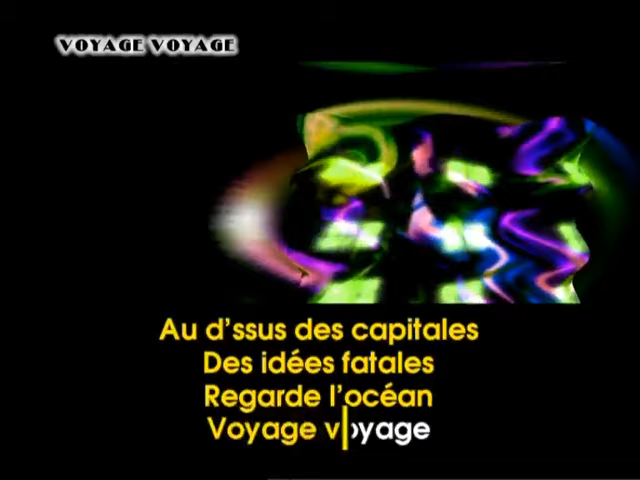 VOYAGE VOYAGE
Au d'ssus des capitales
Des idées fatales
Regarde l'océan
Voyage voyage